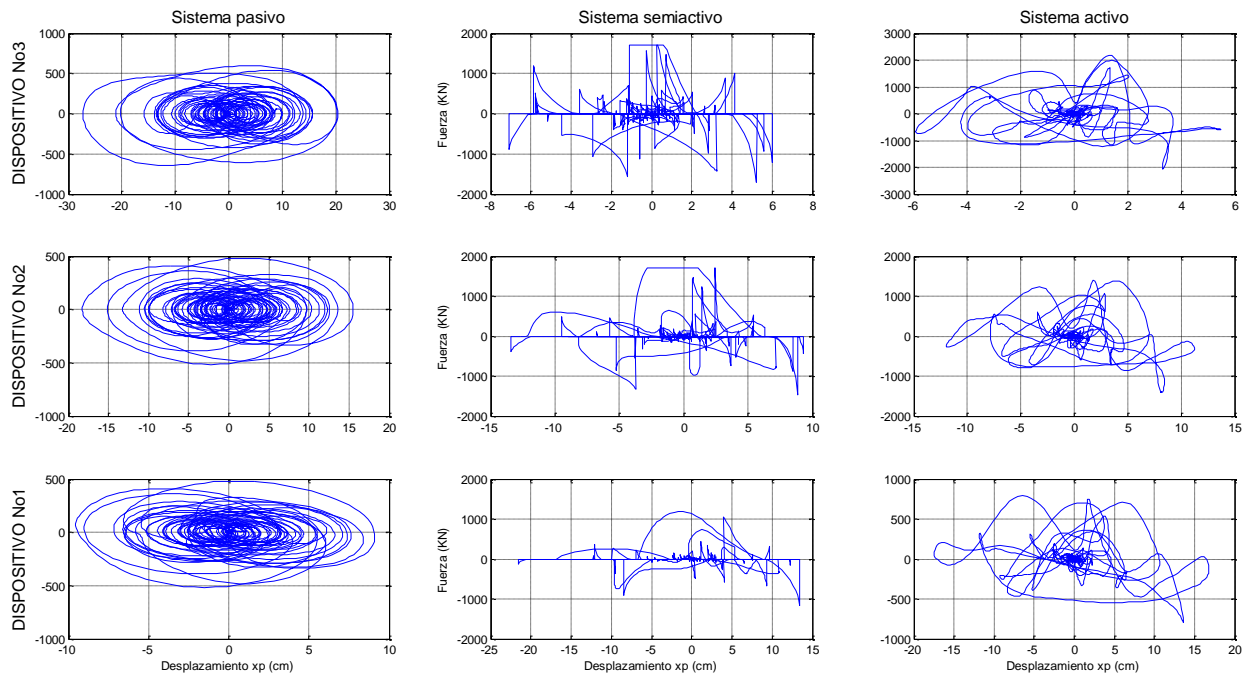 Sistema pasivo
Sistema semiactivo
Sistema activo
DISPOSITIVO No3
1000
500
0
-500
-1000
-30 -20 -10 0 10 20 30
Fuerza (KN)
2000
1000
0
-1000
2000
-8 -6 -4 -2 0 2 4 6 8
3000
2000
1000
0
-1000
-2000
3000
-6 -4 -2 0 2 4 6
DISPOSITIVO No2
500
0
-500
-1000
-20 -15 -10 -5 0 5 10 15 20
Fuerza (KN)
2000
1000
0
-1000
-2000
-15 -10 -5 0 5 10
2000
1000
0
-1000
-2000
-15 -10 -5 0 5 10 15
DISPOSITIVO No1
500
0
-500
-1000
-10 -5 0 5 10
Desplazamiento xp (cm)
Fuerza (KN)
2000
1000
0
-1000
-2000
-25 -20 -15 -10 -5 0 5 10 15
Desplazamiento xp (cm)
1000
500
0
-500
-1000
-20 -15 -10 -5 0 5 10 15 20
Desplazamiento xp (cm)